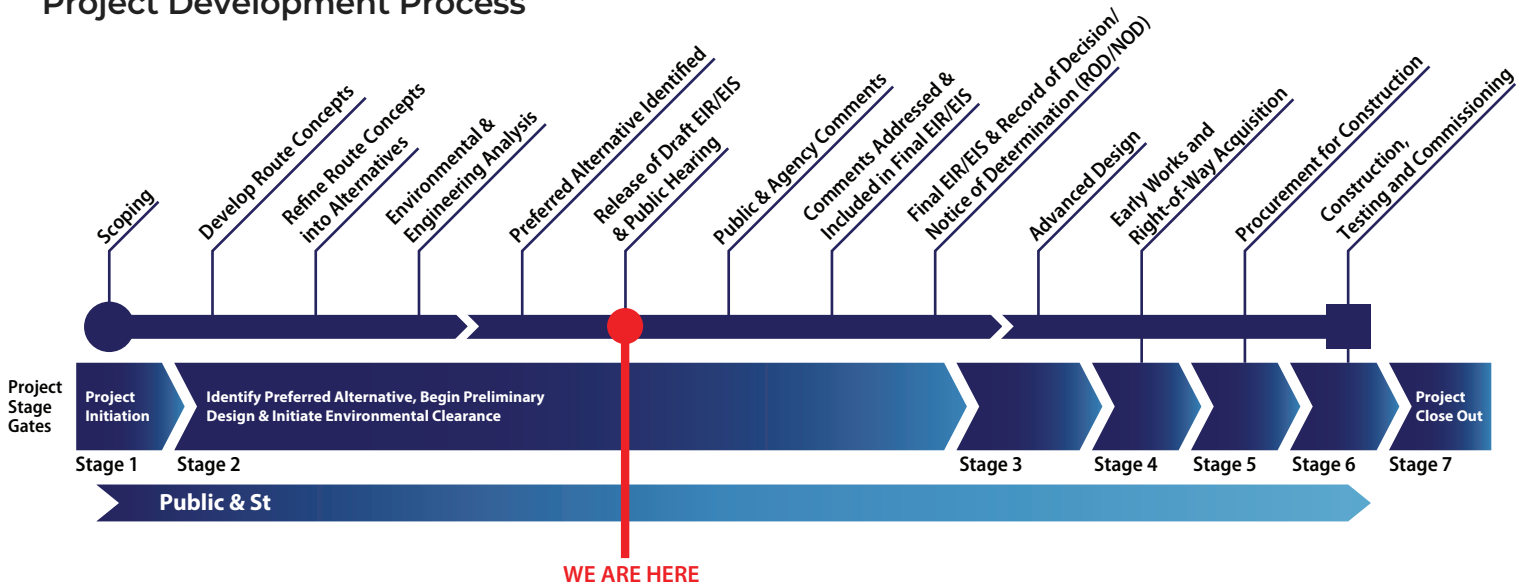 Project Development Process
Scoping
Develop Route Concepts
Refine Route Concepts
into Alternatives
Environmental &
Engineering Analysis
Preferred Alternative Identified
Release of Draft EIR/EIS
& Public Hearing
Public & Agency Comments
Comments Addressed &
Included in Final EIR/EIS
Final EIR/EIS & Record of Decision/
Notice of Determination (ROD/NOD)
Advanced Design
Early Works and
Right-of-Way Acquisition
Procurement for Construction
Construction,
Testing and Commissioning
Project
Stage
Gates
Project
Initiation
Identify Preferred Alternative, Begin Preliminary
Design & Initiate Environmental Clearance
Project
Close Out
Stage 1
Stage 2
Stage 3
Stage 4
Stage 5
Stage 6
Stage 7
Public & St
WE ARE HERE